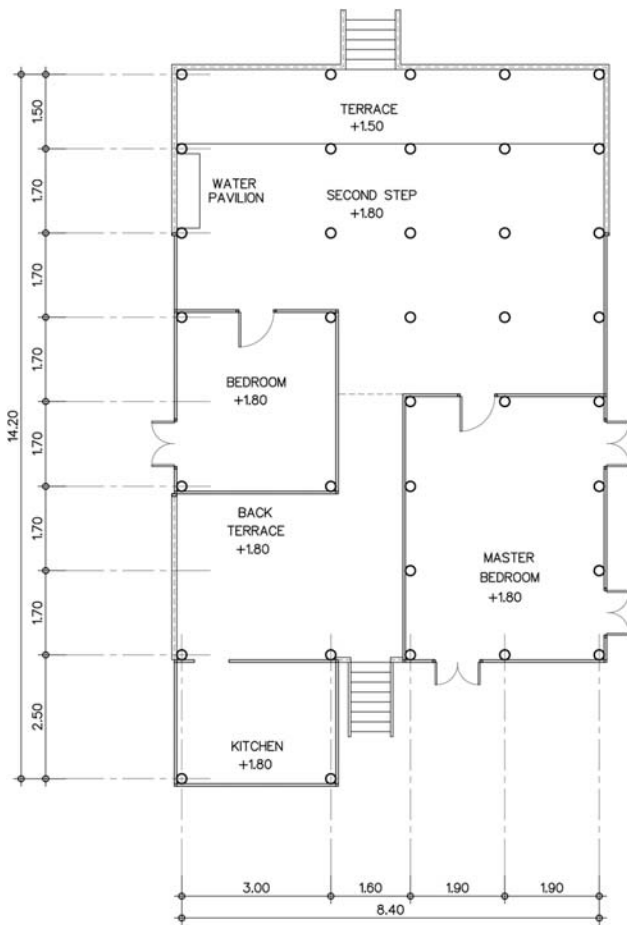 TERRACE
+1.50
WATER
PAVILION
SECOND STEP
+1.80
BEDROOM
+1.80
BACK
TERRACE
+1.80
MASTER
BEDROOM
+1.80
KITCHEN
+1.80
1.50
1.70
1.70
1.70
1.70
1.70
1.70
2.50
14.20
3.00
1.60
1.90
1.90
8.40